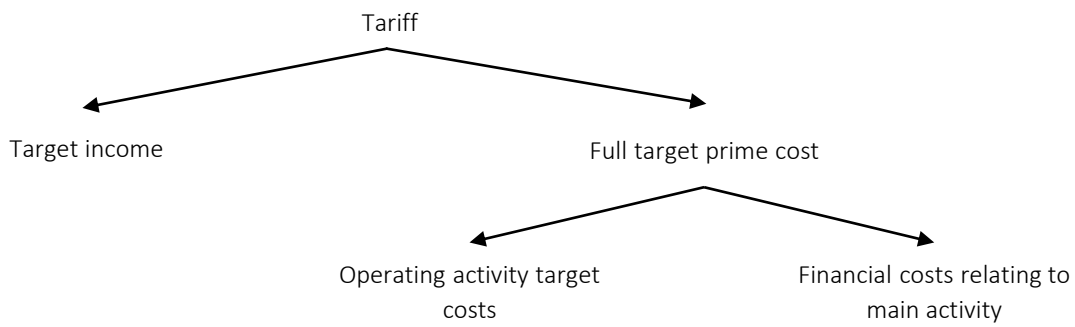 Tariff
Target income
Full target prime cost
Operating activity target
costs
Financial costs relating to
main activity